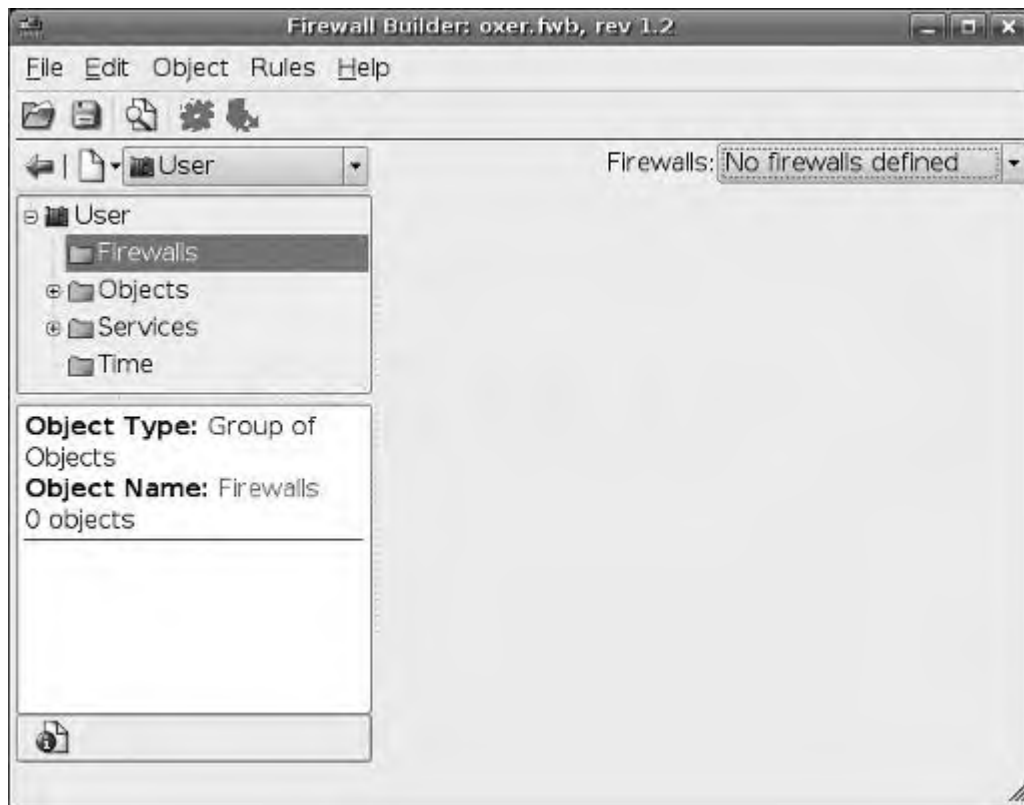 Firewall Builder: oxer.fwb, rev 1.2
File Edit Object Rules Help
User
Firewalls: No firewalls defined
User
Firewalls
Objects
Services
Time
Object Type: Group of
Objects
Object Name: Firewalls
0 objects